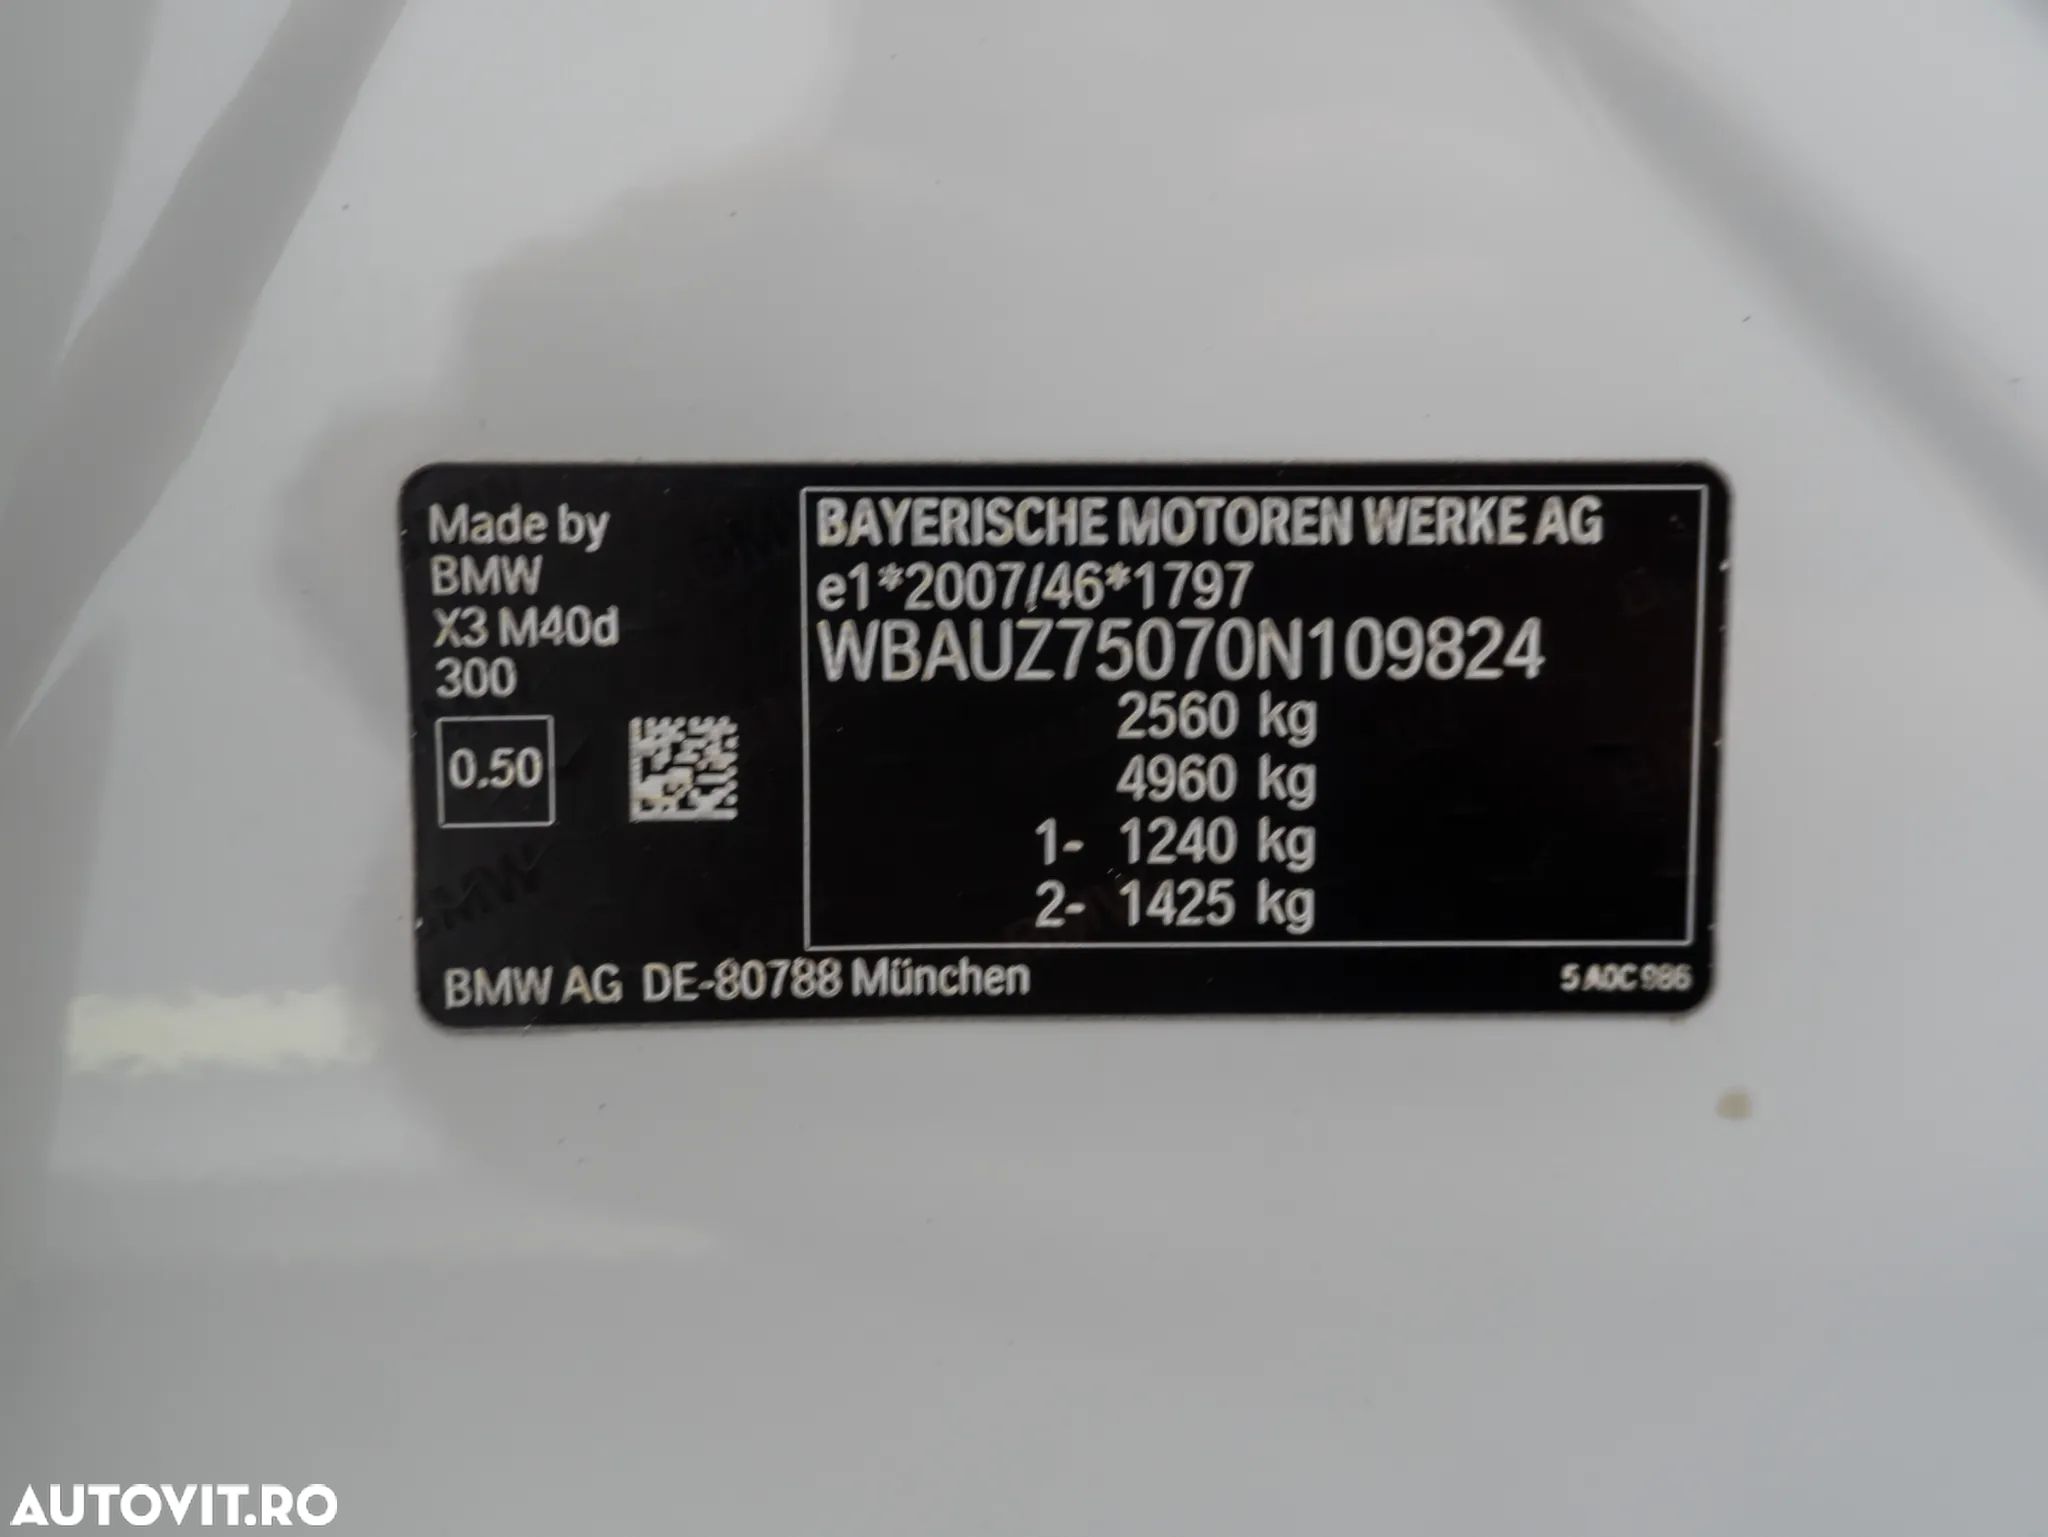 Made by
BMW
X3 M40d
300
0.50
BAYERISCHE MOTOREN WERKE AG
e1*2007/46*1797
WBAUZ75070N109824
2560 kg
4960 kg
1- 1240 kg
2- 1425 kg
BMW AG DE-80788 München
5 A0C 986
AUTOVIT.RO